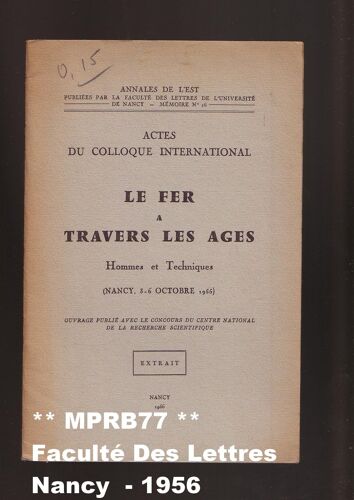 0,15
ANNALES DE L'EST
PUBLIÉES PAR LA FACULTÉ DES LETTRES DE L'UNIVERSITÉ
DE NANCY — MÉMOIRE N° 16
ACTES
DU COLLOQUE INTERNATIONAL
LE FER
A
TRAVERS LES AGES
Hommes et Techniques
(NANCY, 3-6 OCTOBRE 1955)
OUVRAGE PUBLIÉ AVEC LE CONCOURS DU CENTRE NATIONAL
DE LA RECHERCHE SCIENTIFIQUE
EXTRAIT
NANCY
1956
** MPRB77 **
Faculté Des Lettres
Nancy - 1956